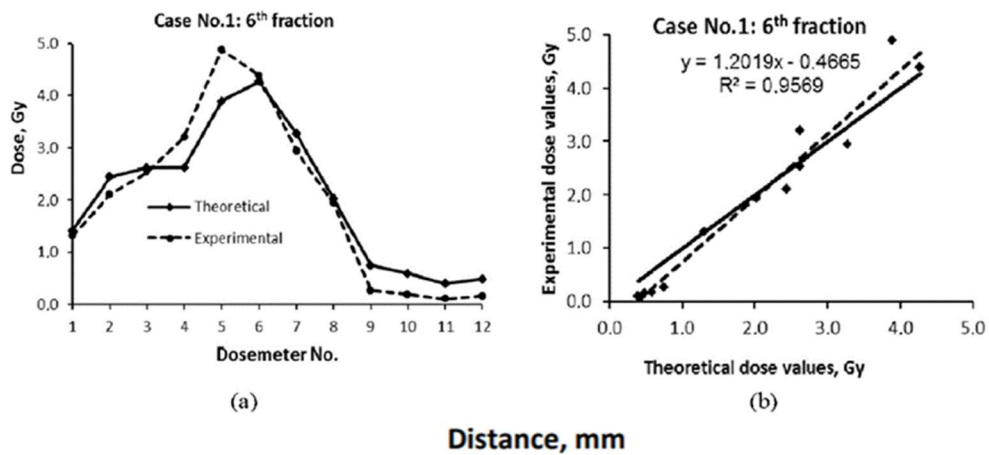 Case No.1: 6th fraction
5.0
4.0
3.0
2.0
1.0
0.0
Dose, Gy
Theoretical
Experimental
1 2 3 4 5 6 7 8 9 10 11 12
Dosemeter No.
(a)
Case No.1: 6th fraction
y = 1.2019x - 0.4665
R² = 0.9569
5.0
4.0
3.0
2.0
1.0
0.0
Experimental dose values, Gy
0.0 1.0 2.0 3.0 4.0 5.0
Theoretical dose values, Gy
(b)
Distance, mm